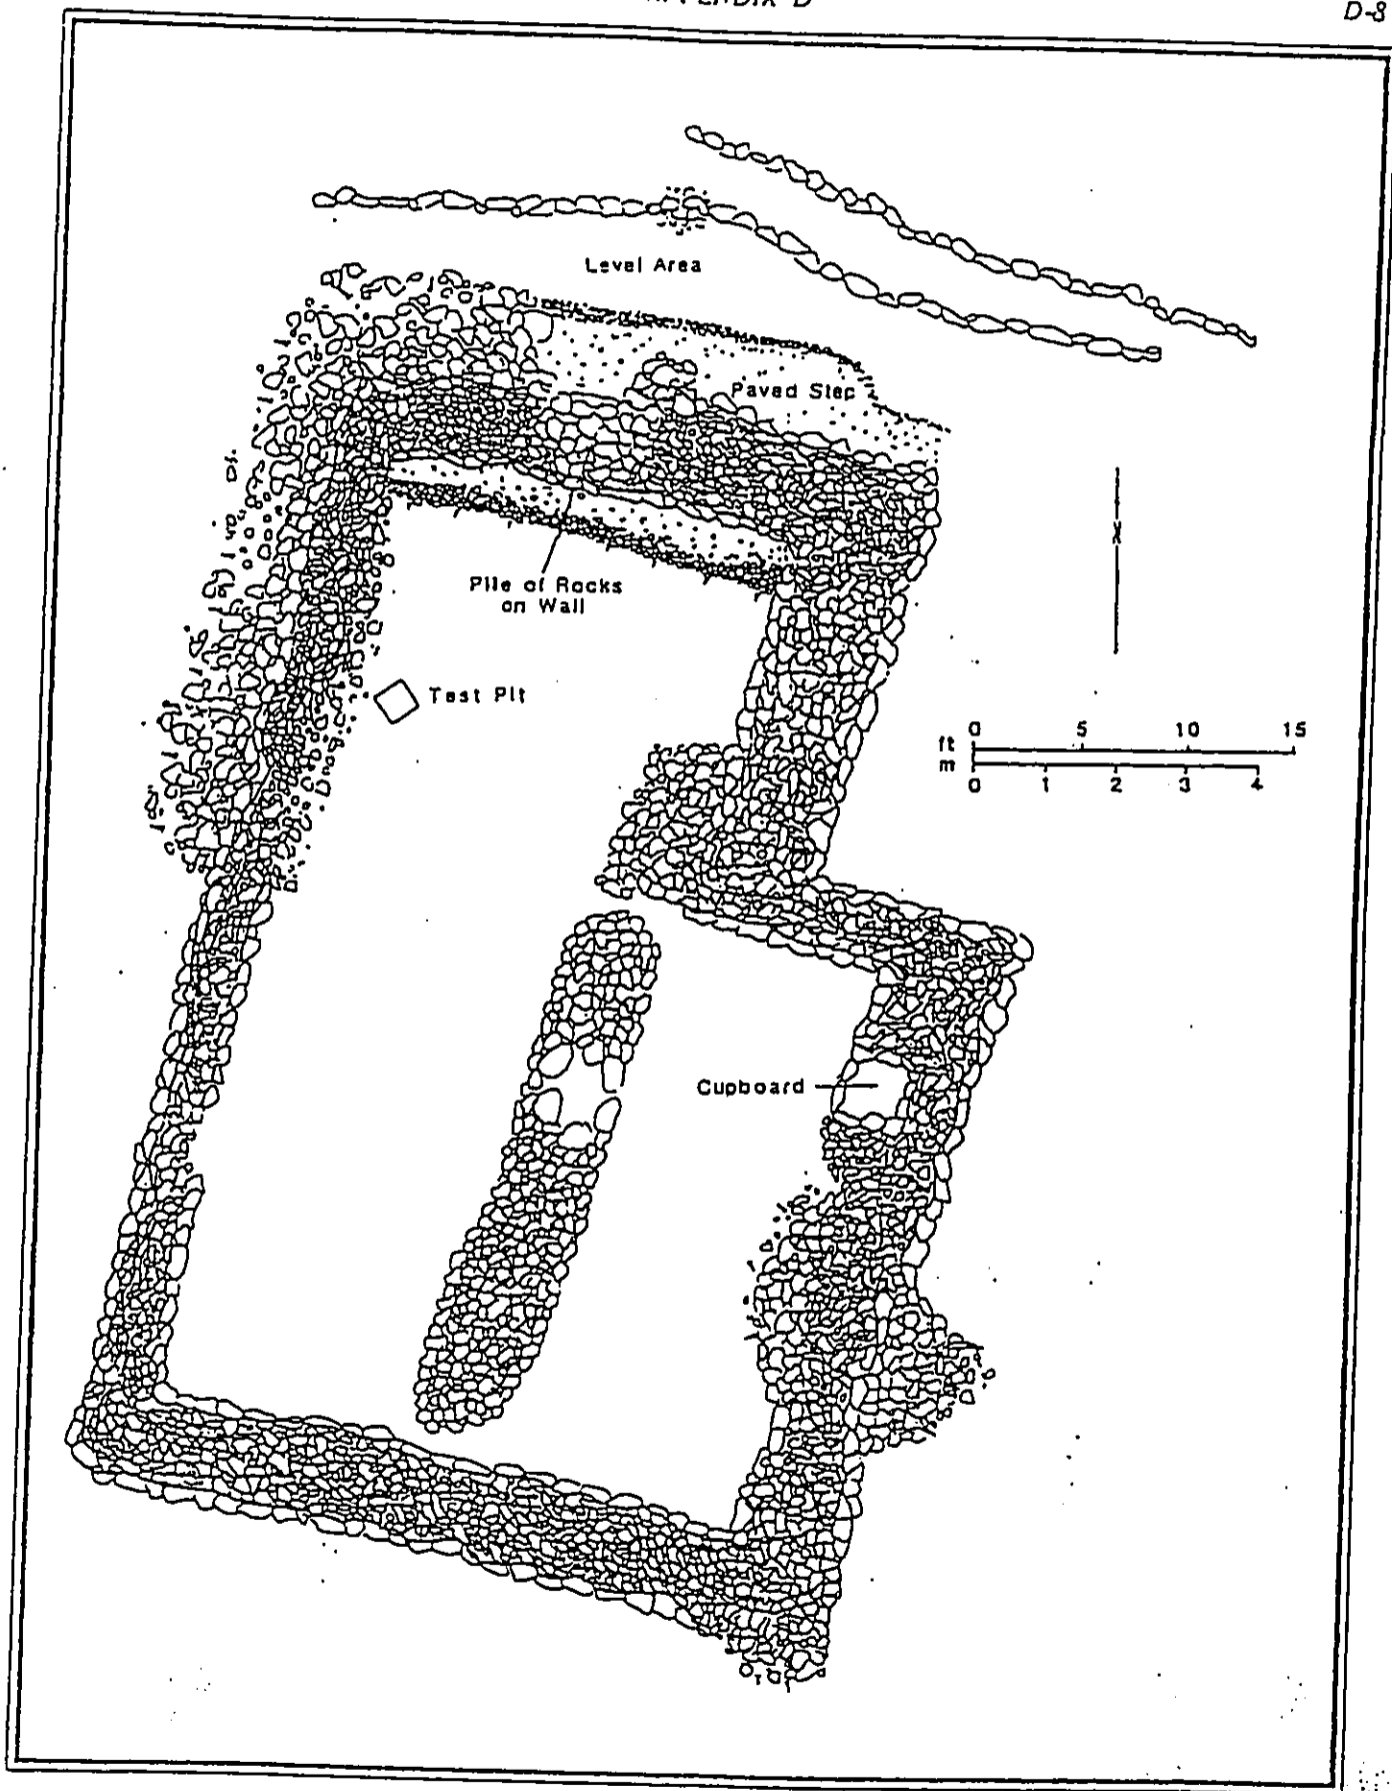 D
D-8
Level Area
Paved Step
Pile of Rocks
on Wall
Test Pit
0 5 10 15
ft
m
0 1 2 3 4
Cupboard